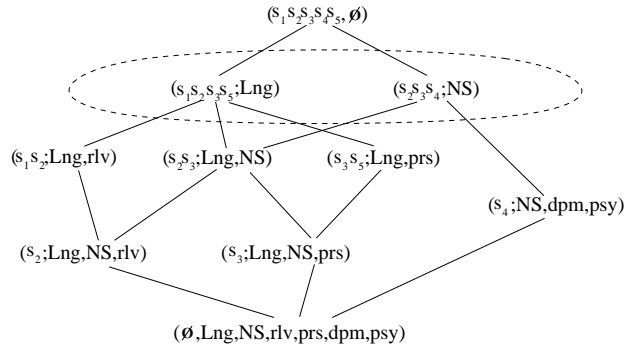 (s₁s₂s₃s₄s₅,ø)
(s₁s₂s₃s₅;Lng) (s₂s₃s₄;NS)
(s₁s₂;Lng,rlv) (s₂s₃;Lng,NS) (s₃s₅;Lng,prs)
(s₄;NS,dpm,psy)
(s₂;Lng,NS,rlv) (s₃;Lng,NS,prs)
(ø,Lng,NS,rlv,prs,dpm,psy)